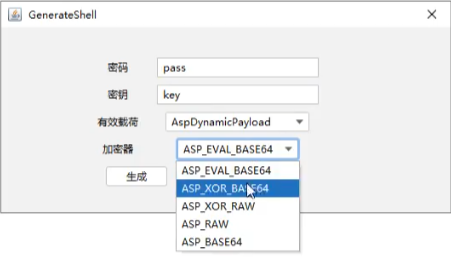 GenerateShell
密码 pass
密钥 key
有效载荷 AspDynamicPayload
加密器 ASP_EVAL_BASE64
生成
ASP_EVAL_BASE64
ASP_XOR_BASE64
ASP_XOR_RAW
ASP_RAW
ASP_BASE64